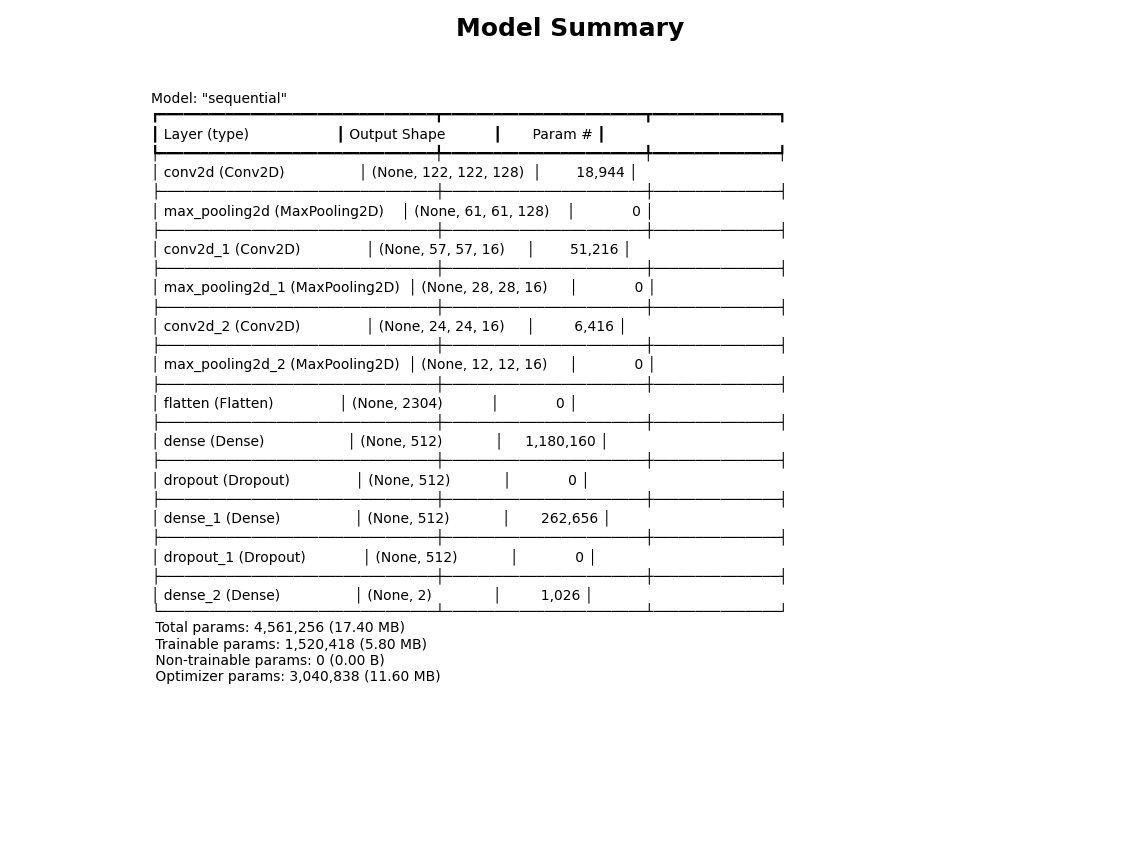 Model Summary
Model: "sequential"
┃ Layer (type) ┃ Output Shape ┃ Param # ┃
│ conv2d (Conv2D) │ (None, 122, 122, 128) │ 18,944 │
│ max_pooling2d (MaxPooling2D) │ (None, 61, 61, 128) │ 0 │
│ conv2d_1 (Conv2D) │ (None, 57, 57, 16) │ 51,216 │
│ max_pooling2d_1 (MaxPooling2D) │ (None, 28, 28, 16) │ 0 │
│ conv2d_2 (Conv2D) │ (None, 24, 24, 16) │ 6,416 │
│ max_pooling2d_2 (MaxPooling2D) │ (None, 12, 12, 16) │ 0 │
│ flatten (Flatten) │ (None, 2304) │ 0 │
│ dense (Dense) │ (None, 512) │ 1,180,160 │
│ dropout (Dropout) │ (None, 512) │ 0 │
│ dense_1 (Dense) │ (None, 512) │ 262,656 │
│ dropout_1 (Dropout) │ (None, 512) │ 0 │
│ dense_2 (Dense) │ (None, 2) │ 1,026 │
Total params: 4,561,256 (17.40 MB)
Trainable params: 1,520,418 (5.80 MB)
Non-trainable params: 0 (0.00 B)
Optimizer params: 3,040,838 (11.60 MB)